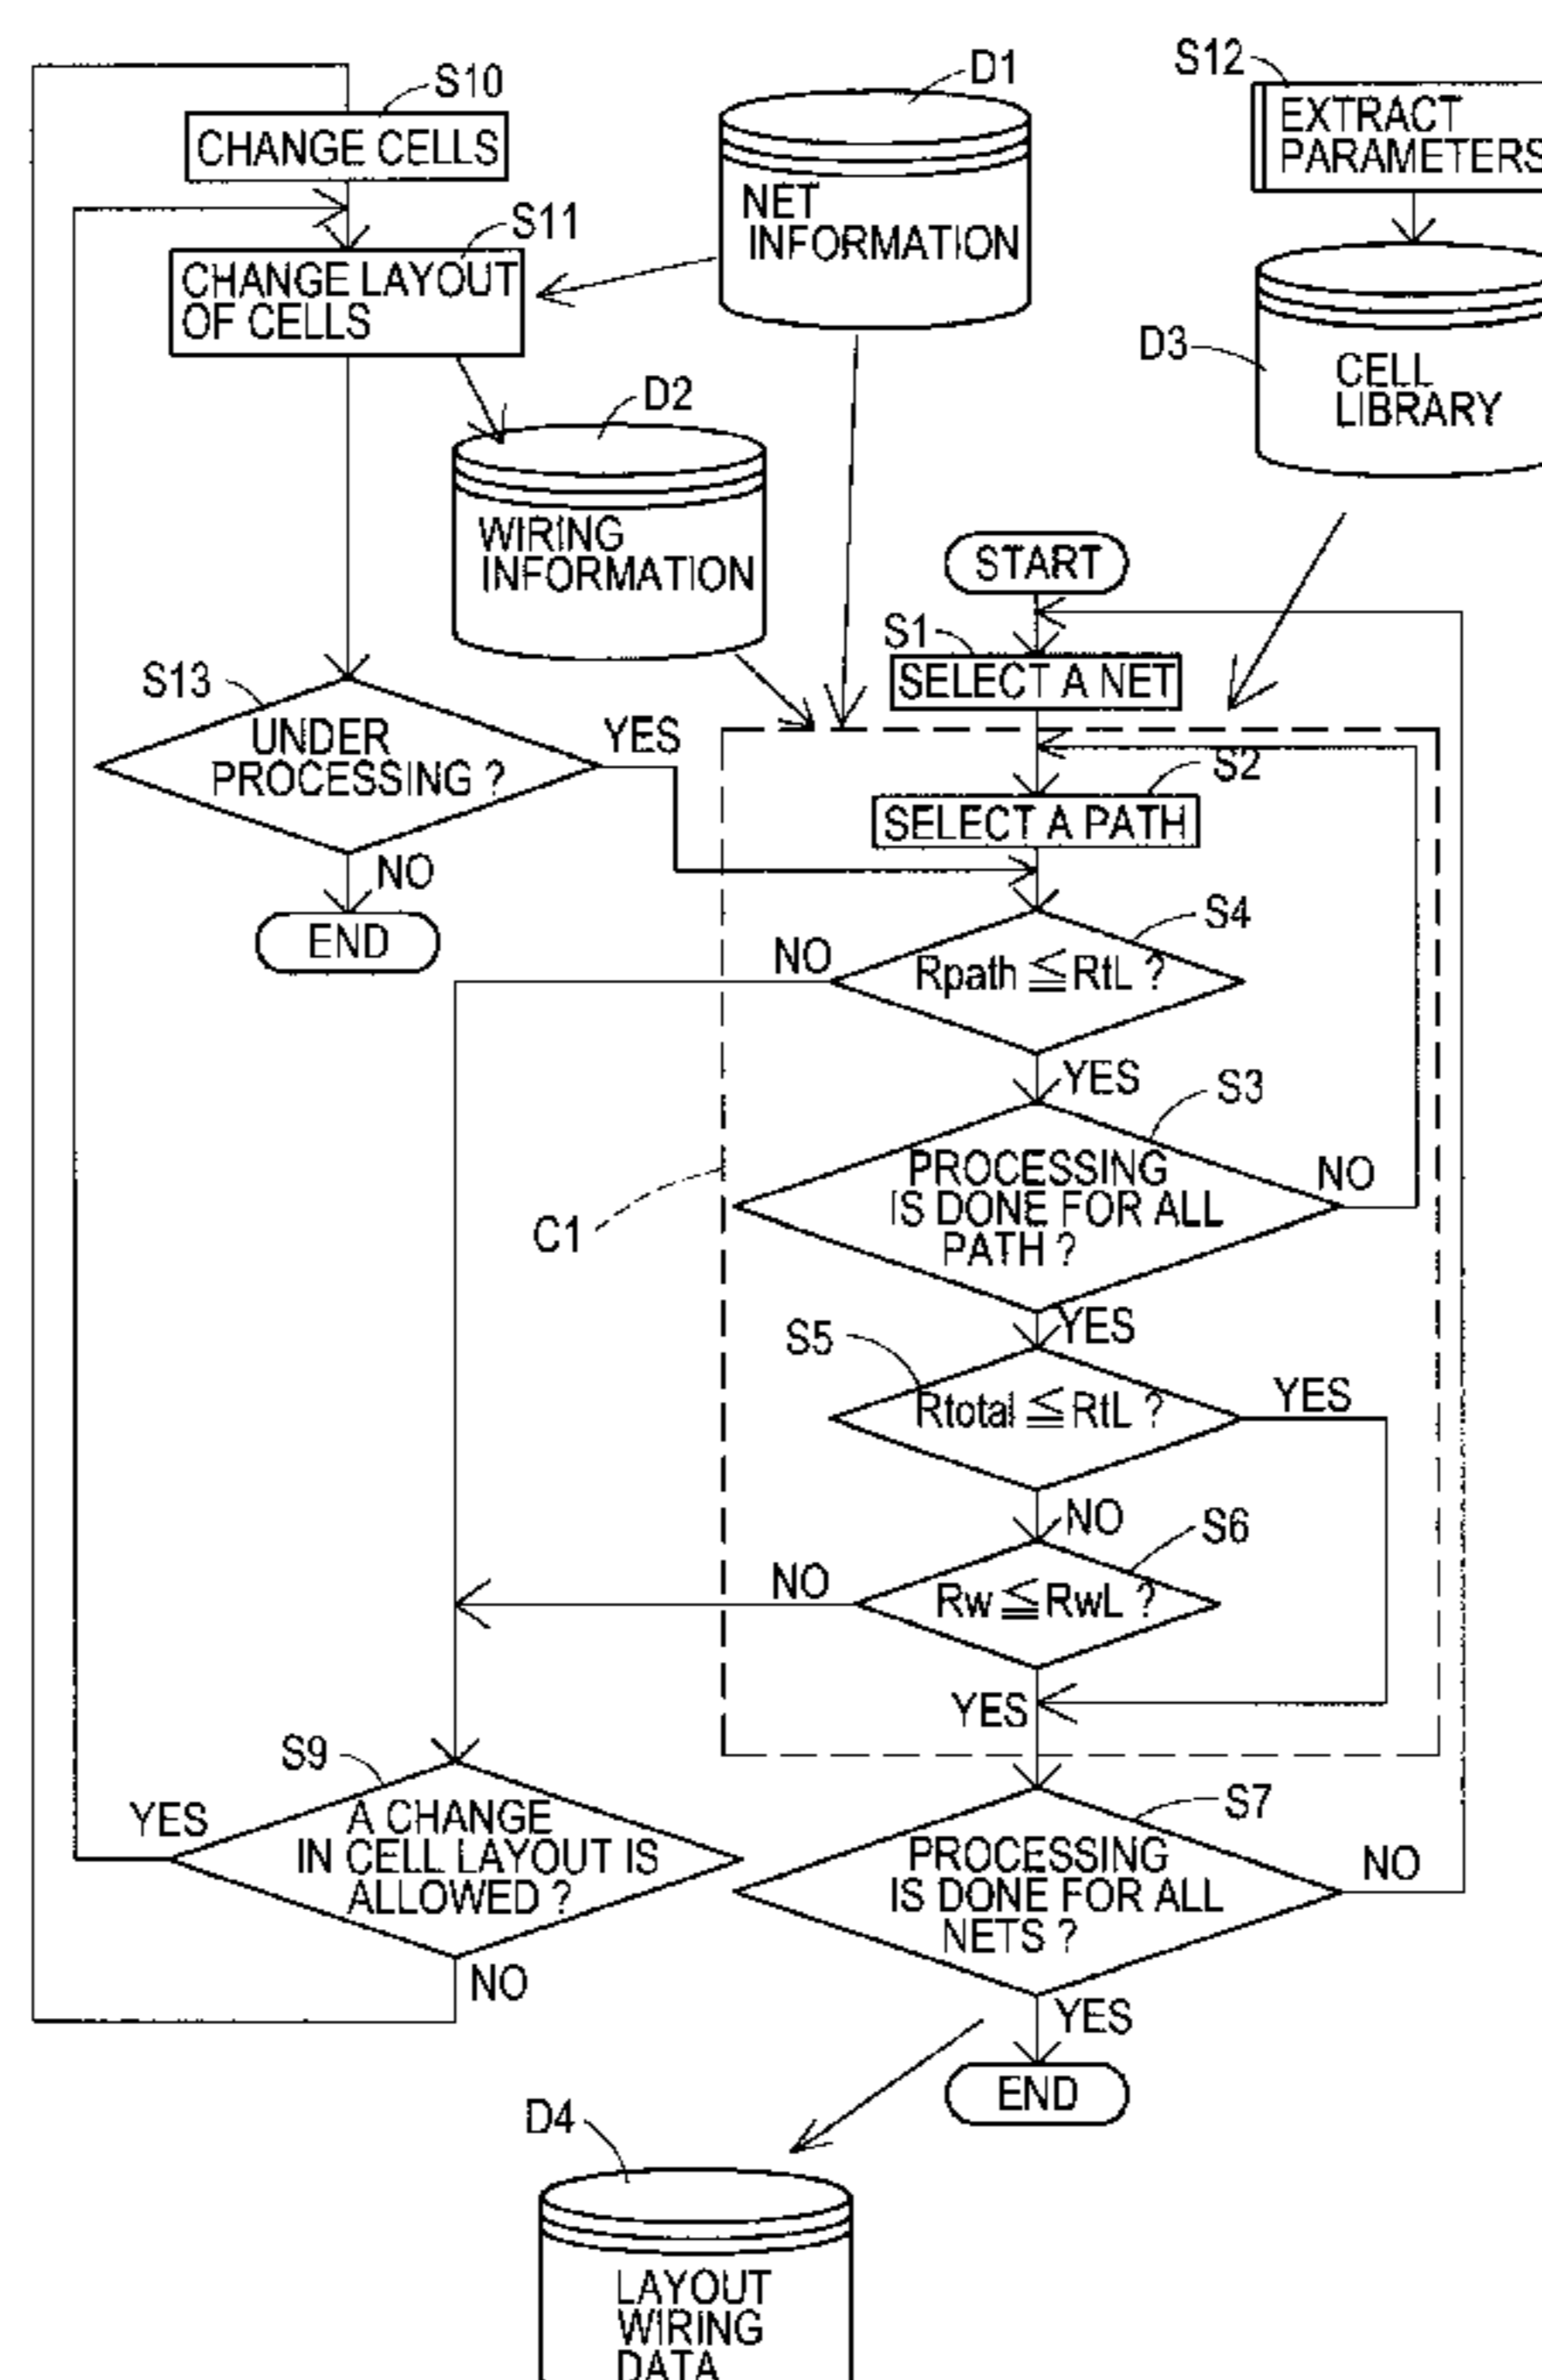 S10
CHANGE CELLS
S11
CHANGE LAYOUT
OF CELLS
D1
NET
INFORMATION
S12
EXTRACT
PARAMETERS
D3
CELL
LIBRARY
D2
WIRING
INFORMATION
START
S1
SELECT A NET
S13
UNDER
PROCESSING ?
YES
NO
END
S2
SELECT A PATH
S4
Rpath ≦ RtL ?
NO
YES
S3
PROCESSING
IS DONE FOR ALL
PATH ?
NO
C1
YES
S5
Rtotal ≦ RtL ?
YES
NO
S6
Rw ≦ RwL ?
NO
YES
S9
A CHANGE
IN CELL LAYOUT IS
ALLOWED ?
YES
NO
S7
PROCESSING
IS DONE FOR ALL
NETS ?
NO
YES
END
D4
LAYOUT
WIRING
DATA